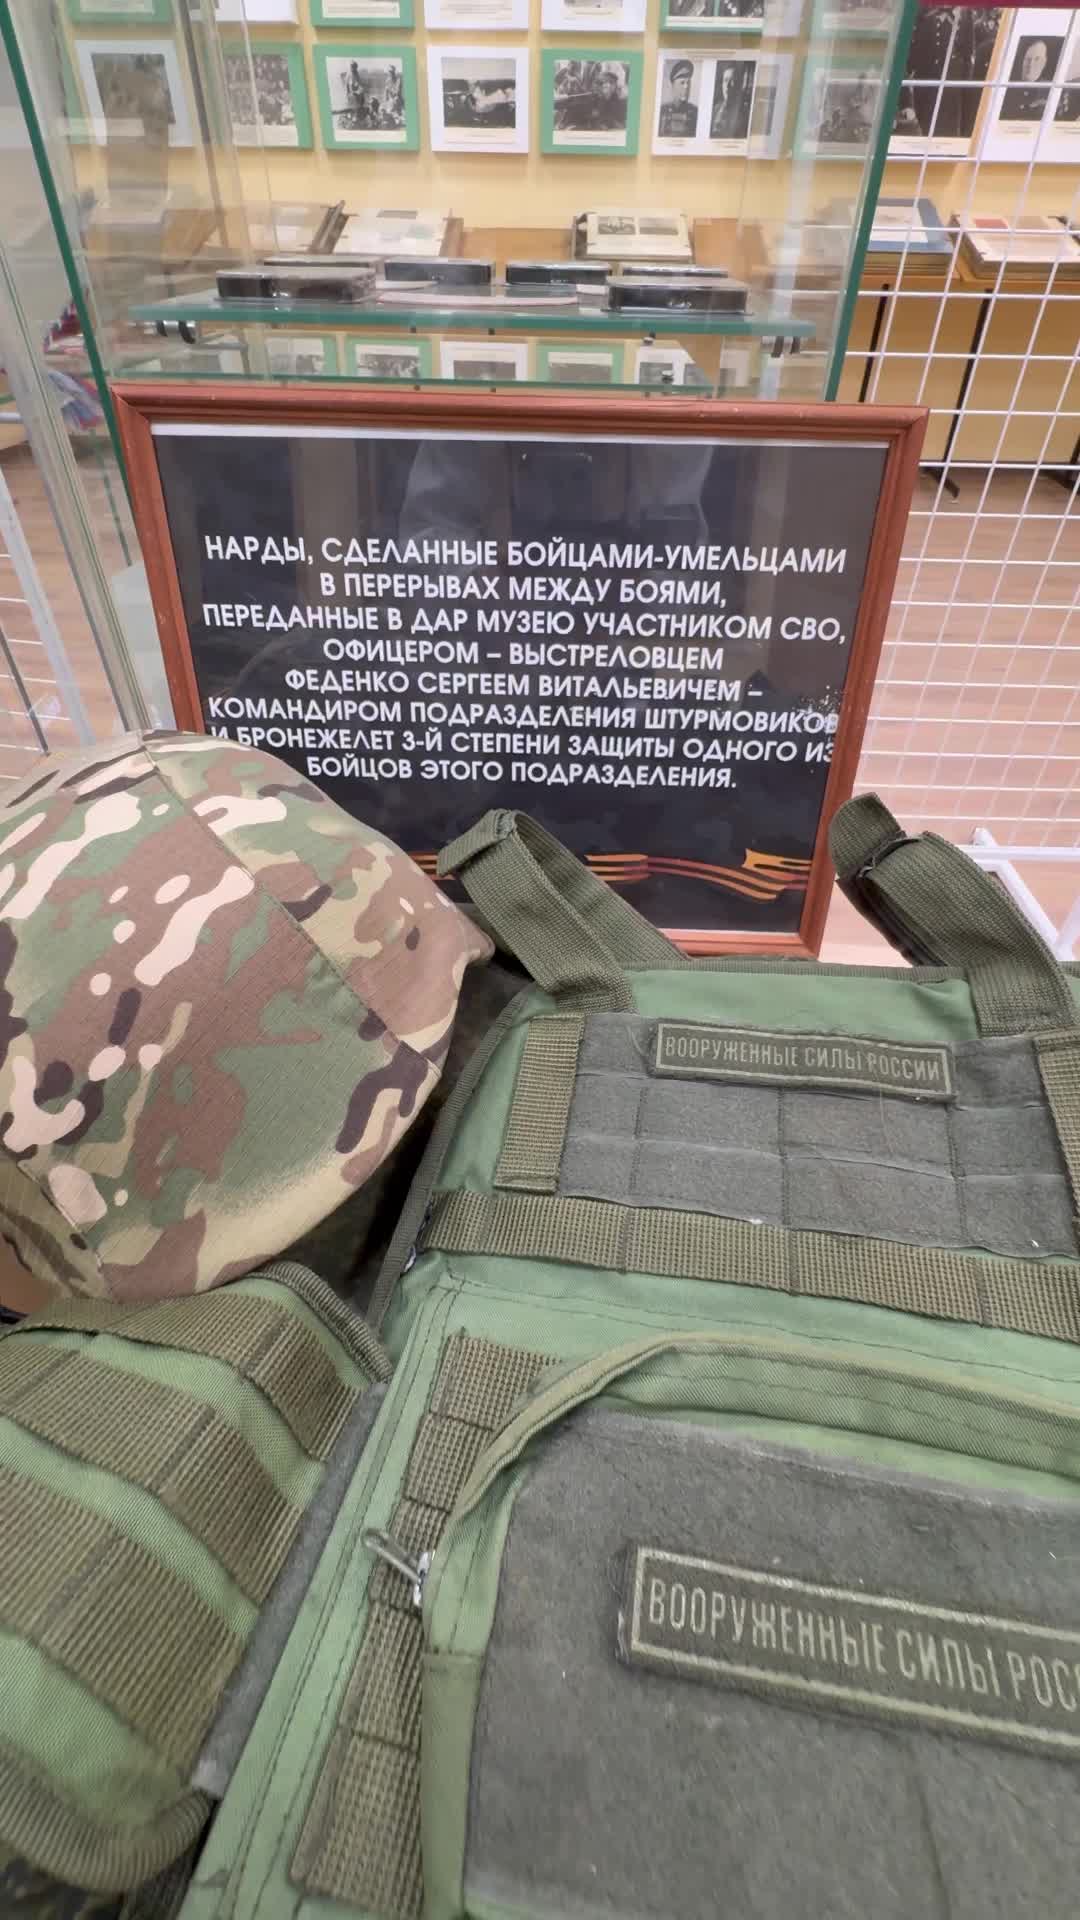 НАРДЫ, СДЕЛАННЫЕ БОЙЦАМИ-УМЕЛЬЦАМИ
В ПЕРЕРЫВАХ МЕЖДУ БОЯМИ,
ПЕРЕДАННЫЕ В ДАР МУЗЕЮ УЧАСТНИКОМ СВО,
ОФИЦЕРОМ – ВЫСТРЕЛОВЦЕМ
ФЕДЕНКО СЕРГЕЕМ ВИТАЛЬЕВИЧЕМ –
КОМАНДИРОМ ПОДРАЗДЕЛЕНИЯ ШТУРМОВИКОВ
И БРОНЕЖЕЛЕТ 3-Й СТЕПЕНИ ЗАЩИТЫ ОДНОГО ИЗ
БОЙЦОВ ЭТОГО ПОДРАЗДЕЛЕНИЯ.
ВООРУЖЕННЫЕ СИЛЫ РОССИИ
ВООРУЖЕННЫЕ СИЛЫ РОСС